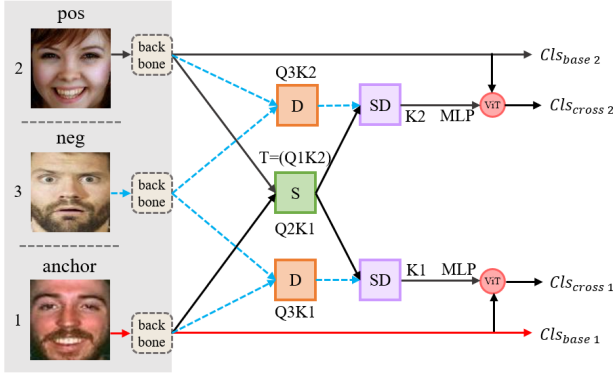 pos
2
back
bone
neg
3
back
bone
anchor
1
back
bone
Q3K2
D
T=(Q1K2)
S
Q2K1
D
Q3K1
SD
K2
MLP
ViT
SD
K1
MLP
ViT
Cls_base 2
Cls_cross 2
Cls_cross 1
Cls_base 1